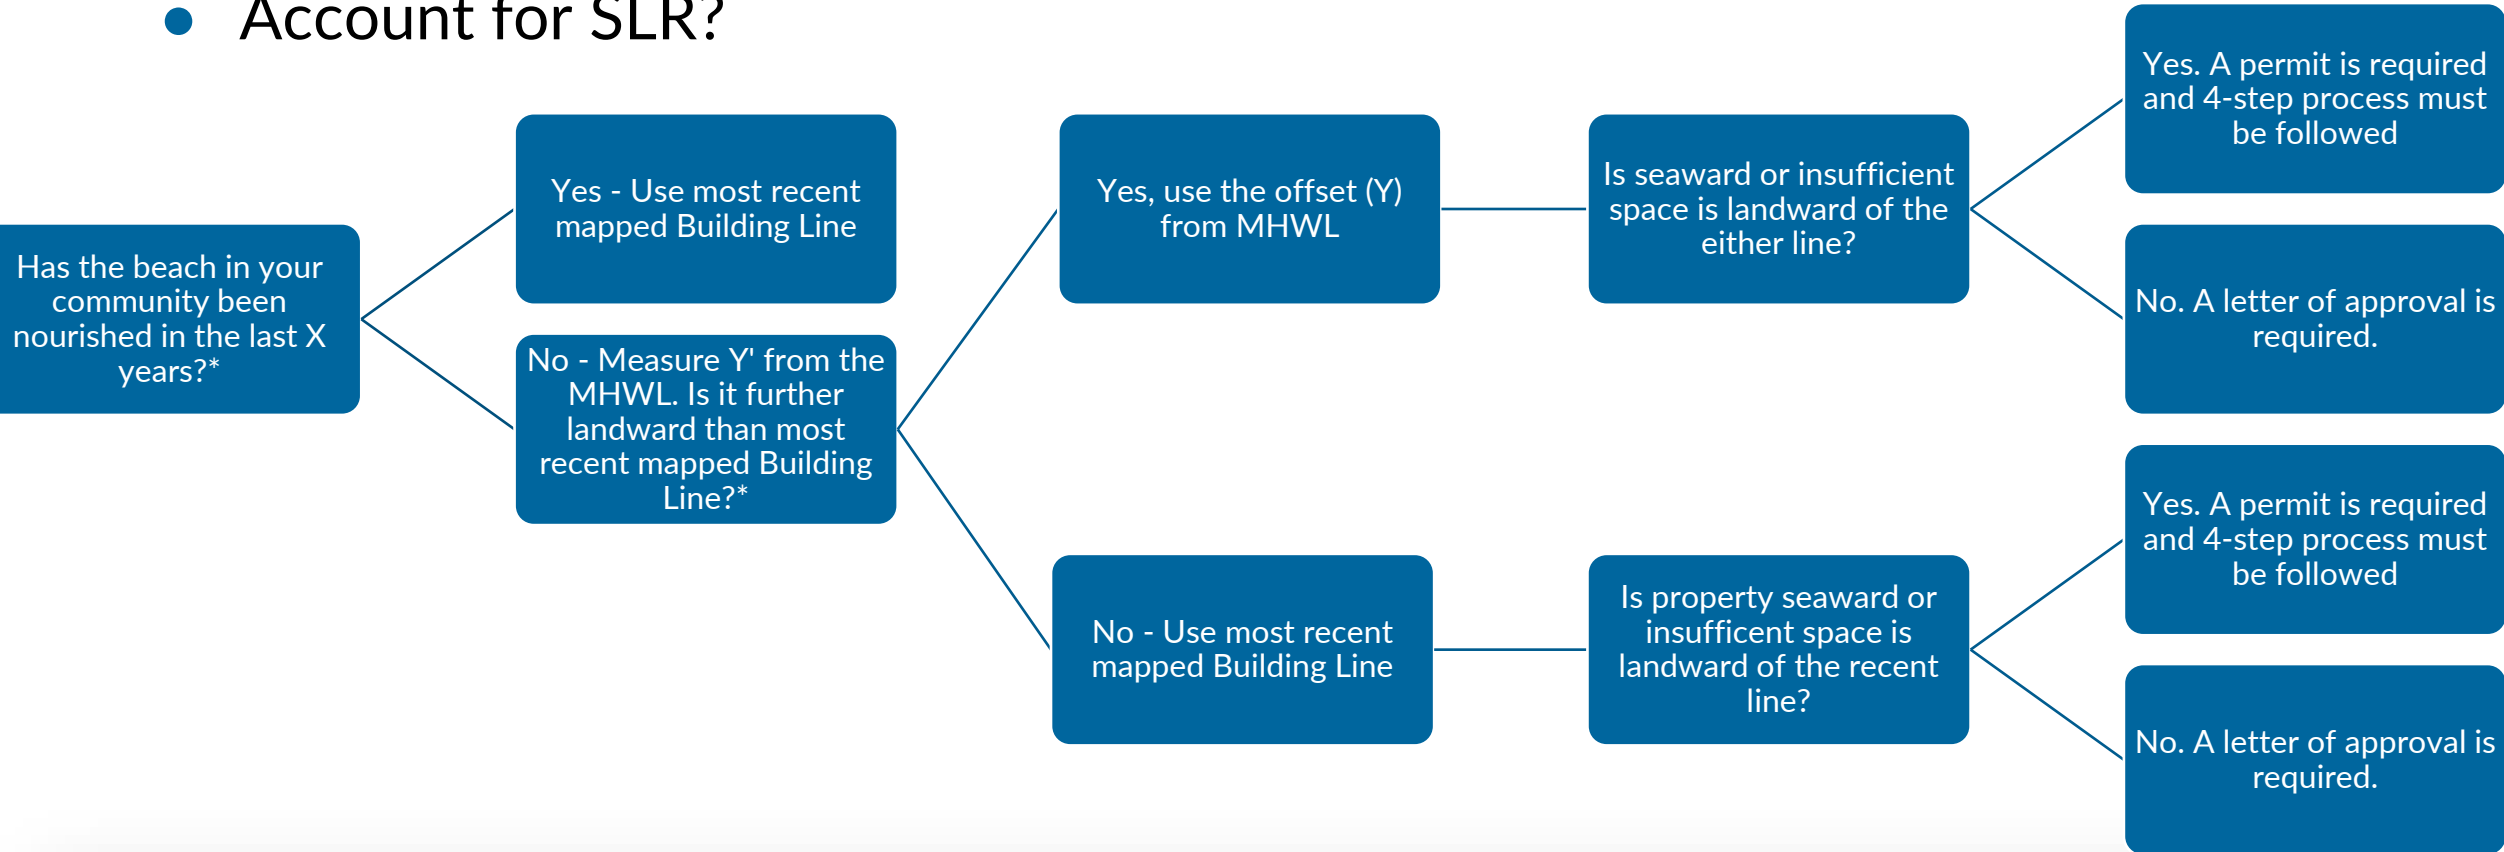 Account for SLR?
Has the beach in your
community been
nourished in the last X
years?*
Yes - Use most recent
mapped Building Line
No - Measure Y' from the
MHWL. Is it further
landward than most
recent mapped Building
Line?*
Yes, use the offset (Y)
from MHWL
No - Use most recent
mapped Building Line
Is seaward or insufficient
space is landward of the
either line?
Is property seaward or
insufficent space is
landward of the recent
line?
Yes. A permit is required
and 4-step process must
be followed
No. A letter of approval is
required.
Yes. A permit is required
and 4-step process must
be followed
No. A letter of approval is
required.